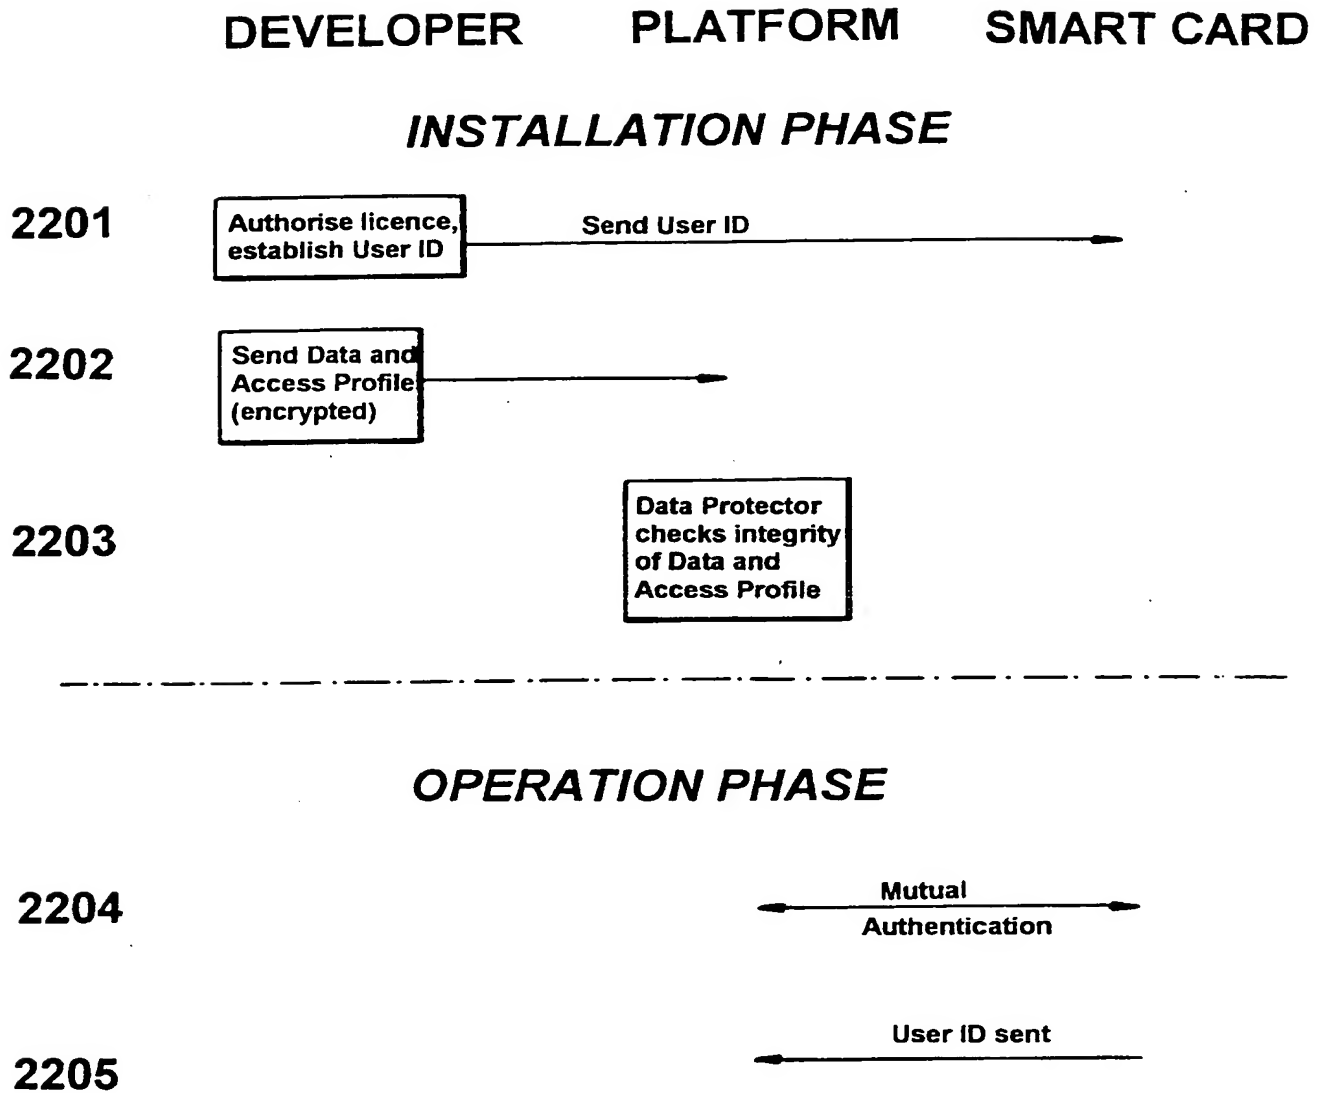 DEVELOPER PLATFORM SMART CARD
INSTALLATION PHASE
2201
Authorise licence,
establish User ID
Send User ID
2202
Send Data and
Access Profile
(encrypted)
2203
Data Protector
checks integrity
of Data and
Access Profile
OPERATION PHASE
2204
Mutual
Authentication
2205
User ID sent